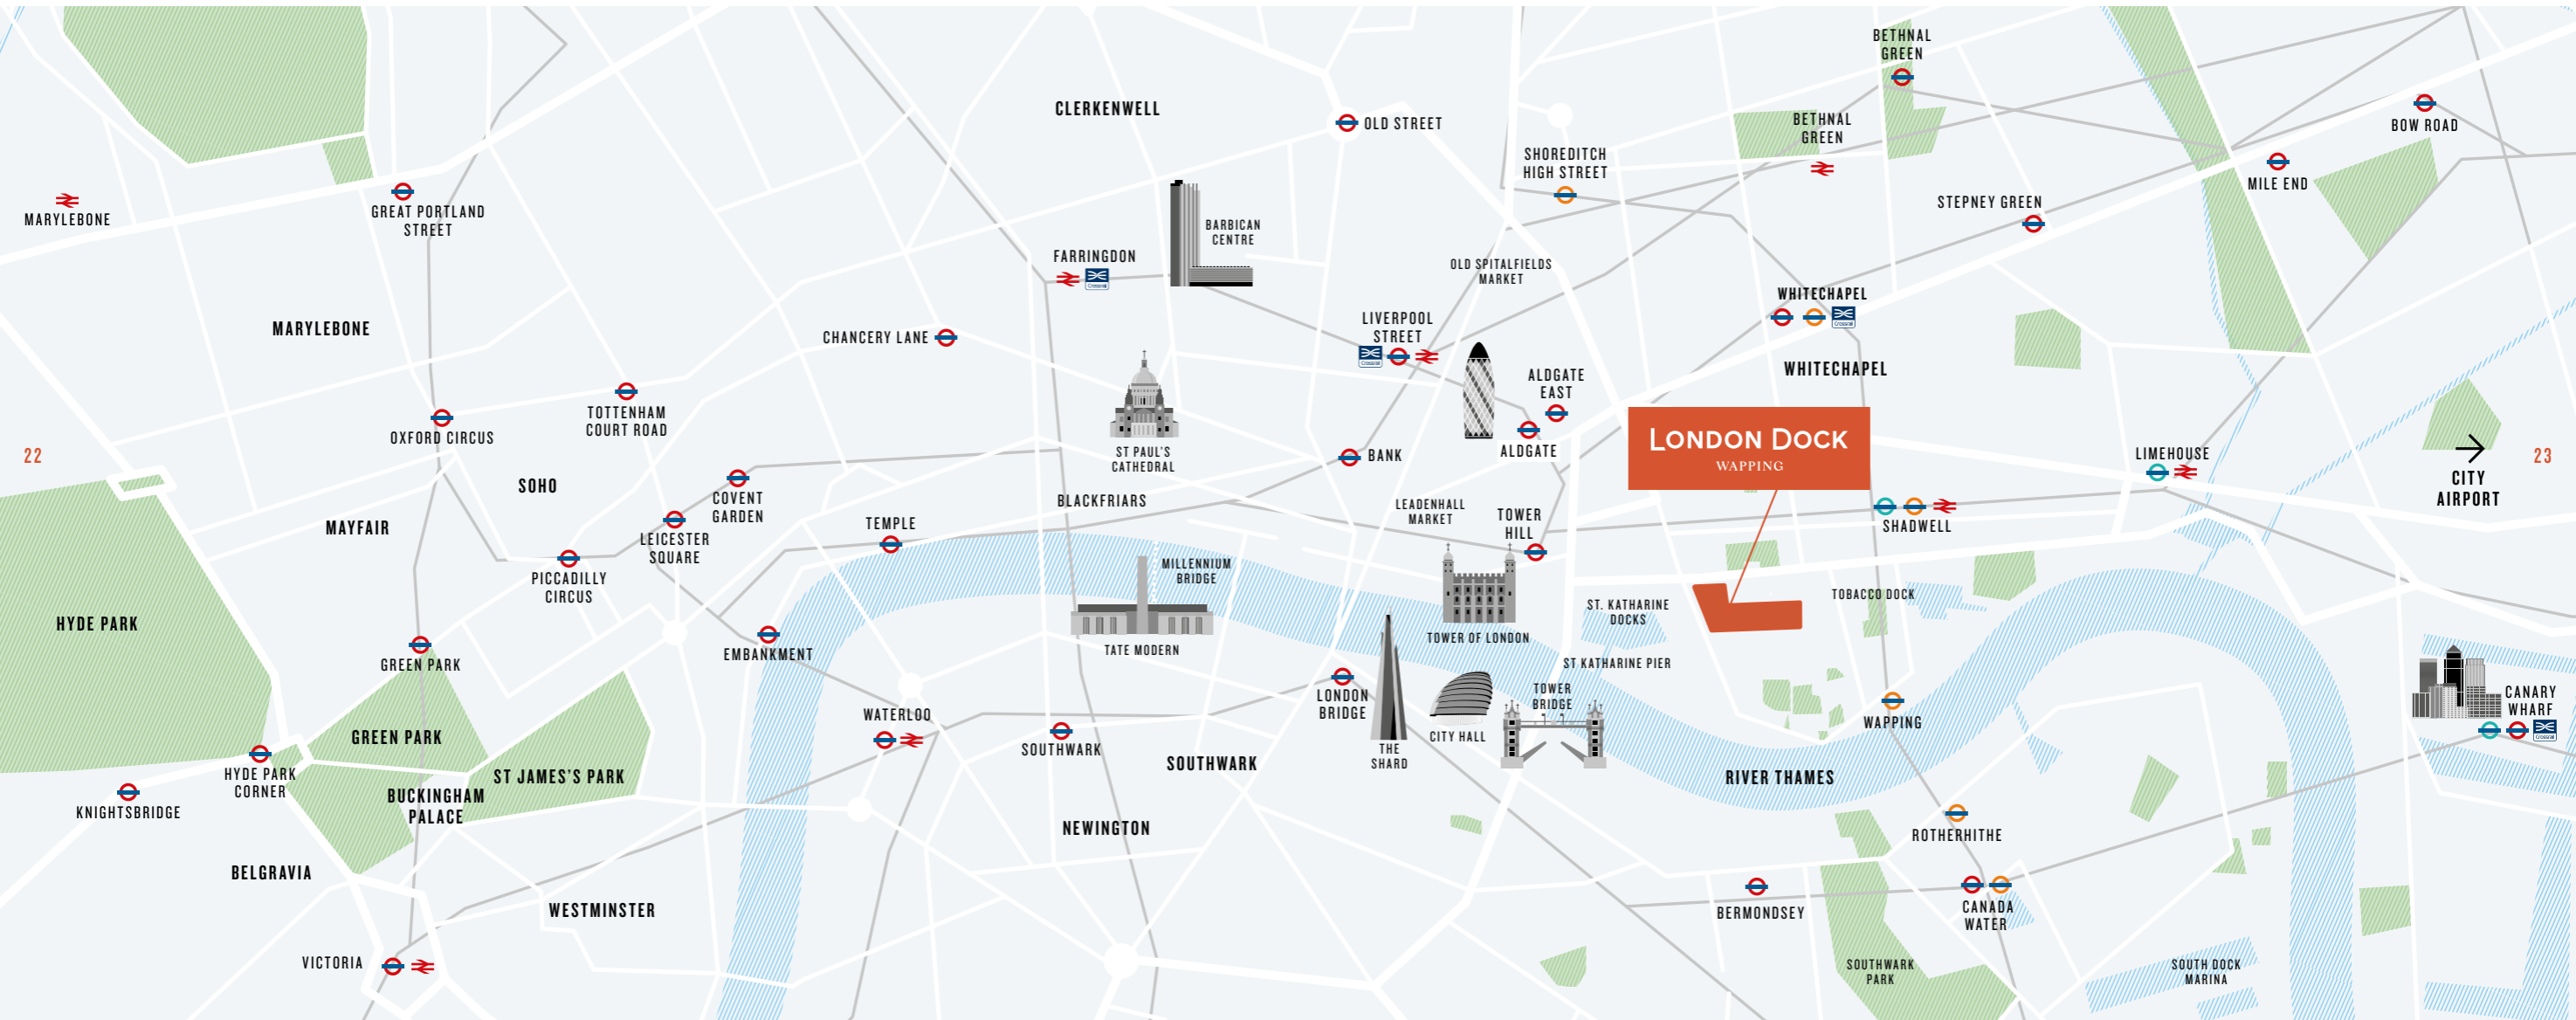 BETHNAL
GREEN
BOW ROAD
CLERKENWELL
OLD STREET
BETHNAL
GREEN
SHOREDITCH
HIGH STREET
MILE END
MARYLEBONE
GREAT PORTLAND
STREET
STEPNEY GREEN
BARBICAN
CENTRE
FARRINGDON
Crossrail
OLD SPITALFIELDS
MARKET
WHITECHAPEL
Crossrail
MARYLEBONE
CHANCERY LANE
LIVERPOOL
STREET
Crossrail
WHITECHAPEL
ALDGATE
EAST
TOTTENHAM
COURT ROAD
OXFORD CIRCUS
LONDON DOCK
WAPPING
22
ST PAUL'S
CATHEDRAL
BANK
ALDGATE
LIMEHOUSE
23
CITY
AIRPORT
SOHO
COVENT
GARDEN
BLACKFRIARS
LEADENHALL
MARKET
TOWER
HILL
SHADWELL
MAYFAIR
LEICESTER
SQUARE
TEMPLE
PICCADILLY
CIRCUS
MILLENNIUM
BRIDGE
ST. KATHARINE
DOCKS
TOBACCO DOCK
HYDE PARK
TOWER OF LONDON
GREEN PARK
EMBANKMENT
TATE MODERN
ST KATHARINE PIER
LONDON
BRIDGE
TOWER
BRIDGE
CANARY
WHARF
Crossrail
WATERLOO
WAPPING
GREEN PARK
SOUTHWARK
CITY HALL
THE
SHARD
SOUTHWARK
RIVER THAMES
HYDE PARK
CORNER
ST JAMES'S PARK
BUCKINGHAM
PALACE
KNIGHTSBRIDGE
NEWINGTON
ROTHERHITHE
BELGRAVIA
WESTMINSTER
BERMONDSEY
CANADA
WATER
VICTORIA
SOUTHWARK
PARK
SOUTH DOCK
MARINA